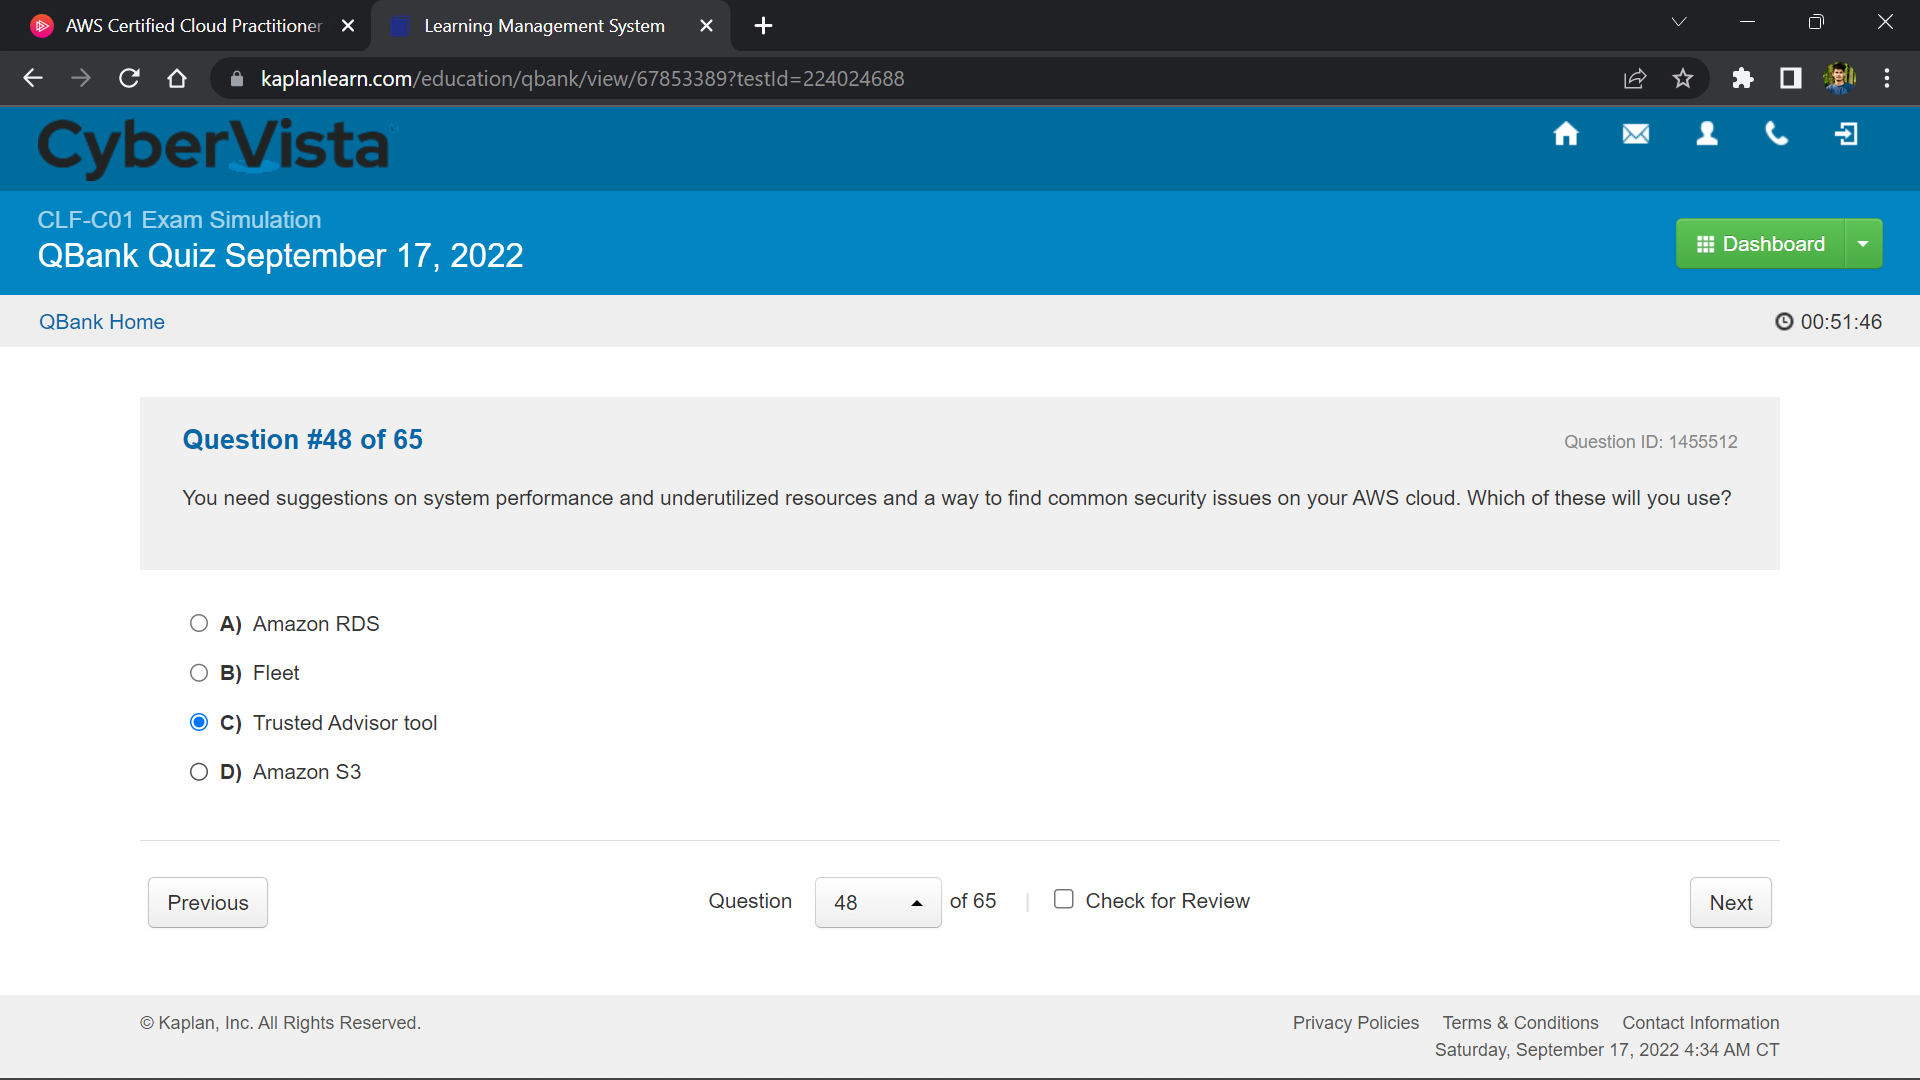 AWS Certified Cloud Practitioner
Learning Management System
kaplanlearn.com/education/qbank/view/67853389?testId=224024688
CyberVista
CLF-C01 Exam Simulation
QBank Quiz September 17, 2022
Dashboard
QBank Home
00:51:46
Question #48 of 65
Question ID: 1455512
You need suggestions on system performance and underutilized resources and a way to find common security issues on your AWS cloud. Which of these will you use?
A) Amazon RDS
B) Fleet
C) Trusted Advisor tool
D) Amazon S3
Previous
Question 48 of 65 | Check for Review
Next
© Kaplan, Inc. All Rights Reserved.
Privacy Policies Terms & Conditions Contact Information
Saturday, September 17, 2022 4:34 AM CT